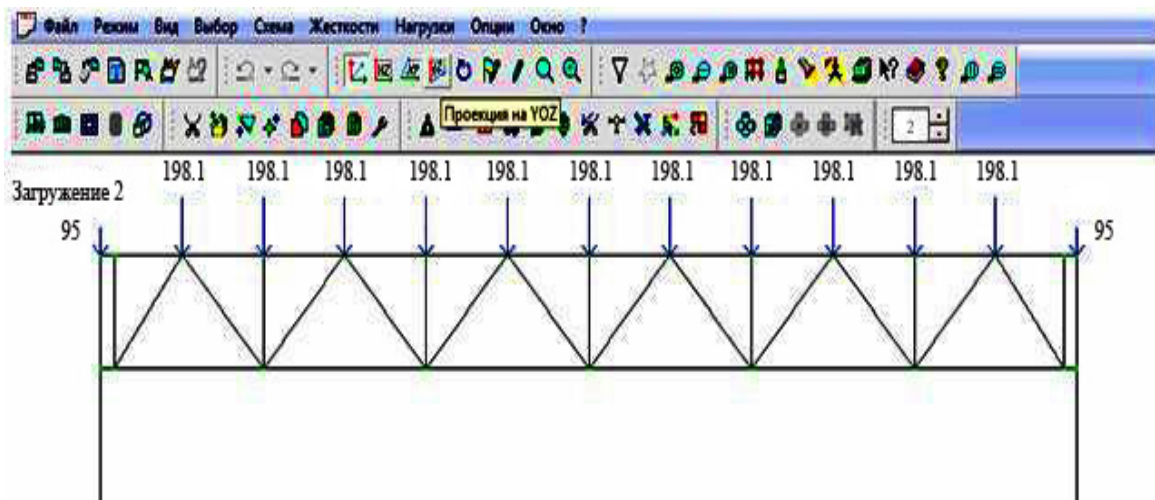 Файл Режим Вид Выбор Схема Жесткости Нагрузки Опции Окно ?
Проекция на YOZ
2
198.1 198.1 198.1 198.1 198.1 198.1 198.1 198.1 198.1 198.1 198.1
Загружение 2
95 95